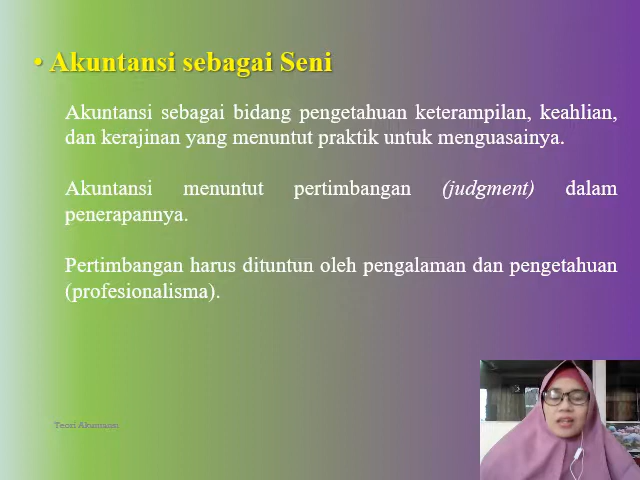 • Akuntansi sebagai Seni
Akuntansi sebagai bidang pengetahuan keterampilan, keahlian,
dan kerajinan yang menuntut praktik untuk menguasainya.
Akuntansi menuntut pertimbangan (judgment) dalam
penerapannya.
Pertimbangan harus dituntun oleh pengalaman dan pengetahuan
(profesionalisma).
Teori Akuntansi